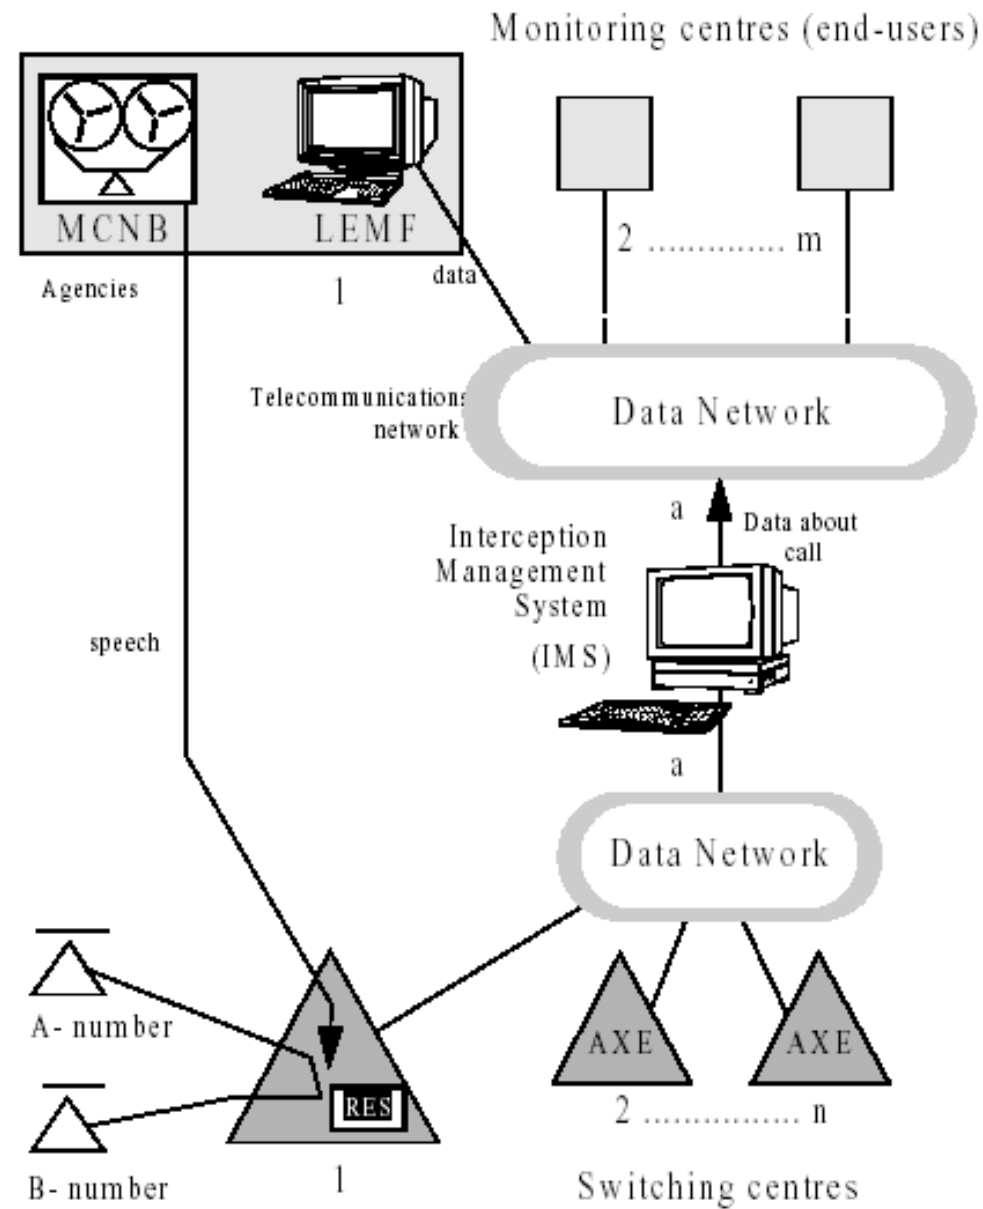 Monitoring centres (end-users)
MCNB
LEMF
2 .............. m
Agencies
1
data
Telecommunications
network
Data Network
a
Data about
call
Interception
Management
System
(IMS)
speech
a
Data Network
A- number
AXE
AXE
RES
2 ................ n
B- number
1
Switching centres